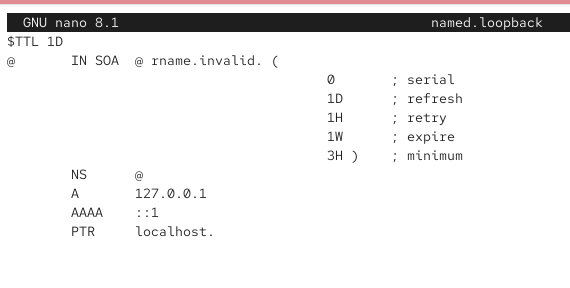 GNU nano 8.1 named.loopback
$TTL 1D
@ IN SOA @ rname.invalid. (
0 ; serial
1D ; refresh
1H ; retry
1W ; expire
3H ) ; minimum
NS @
A 127.0.0.1
AAAA ::1
PTR localhost.